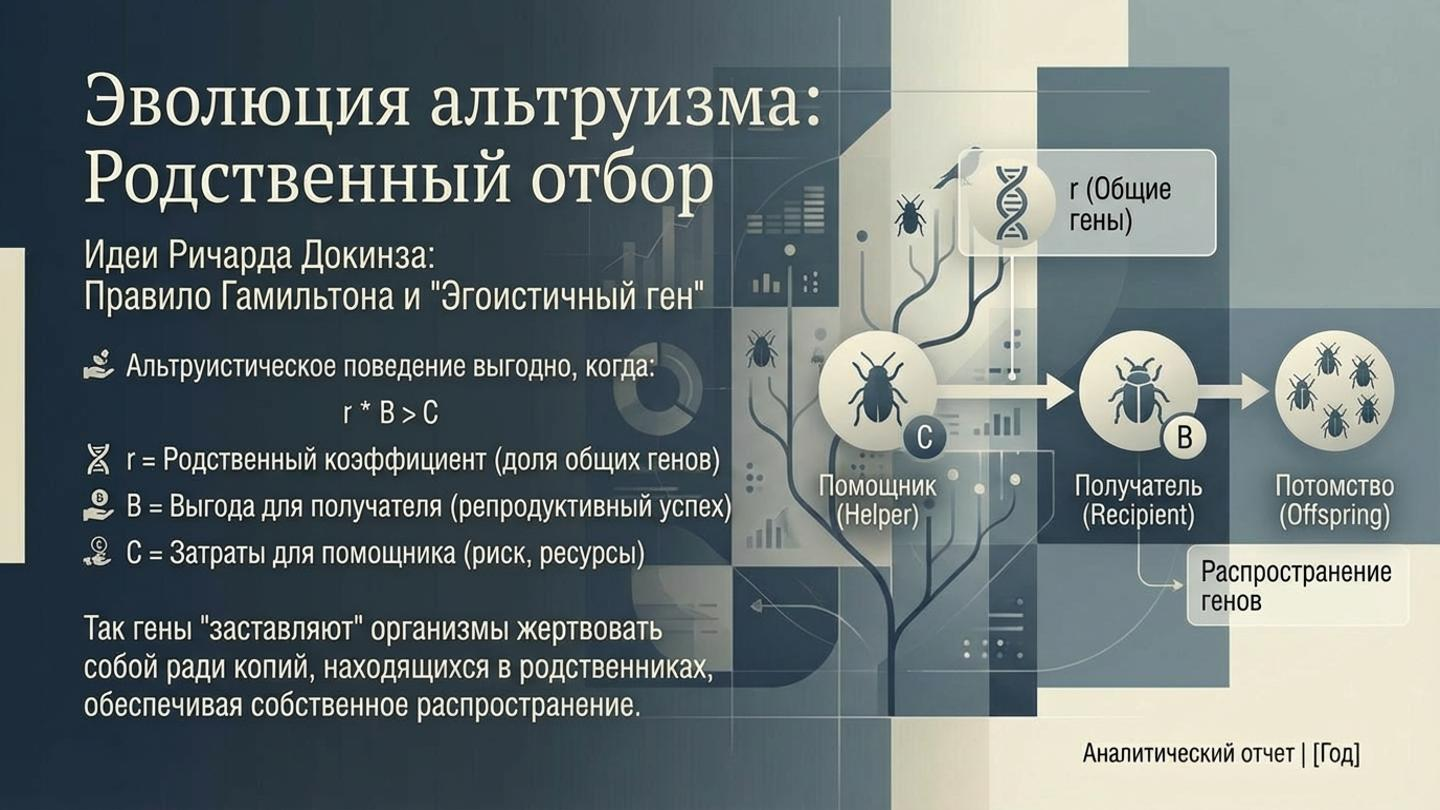 Эволюция альтруизма:
Родственный отбор
Идеи Ричарда Докинза:
Правило Гамильтона и "Эгоистичный ген"
Альтруистическое поведение выгодно, когда:
r * B > C
r = Родственный коэффициент (доля общих генов)
B = Выгода для получателя (репродуктивный успех)
C = Затраты для помощника (риск, ресурсы)
Так гены "заставляют" организмы жертвовать
собой ради копий, находящихся в родственниках,
обеспечивая собственное распространение.
r (Общие
гены)
C
B
Помощник
(Helper)
Получатель
(Recipient)
Потомство
(Offspring)
Распространение
генов
Аналитический отчет | [Год]